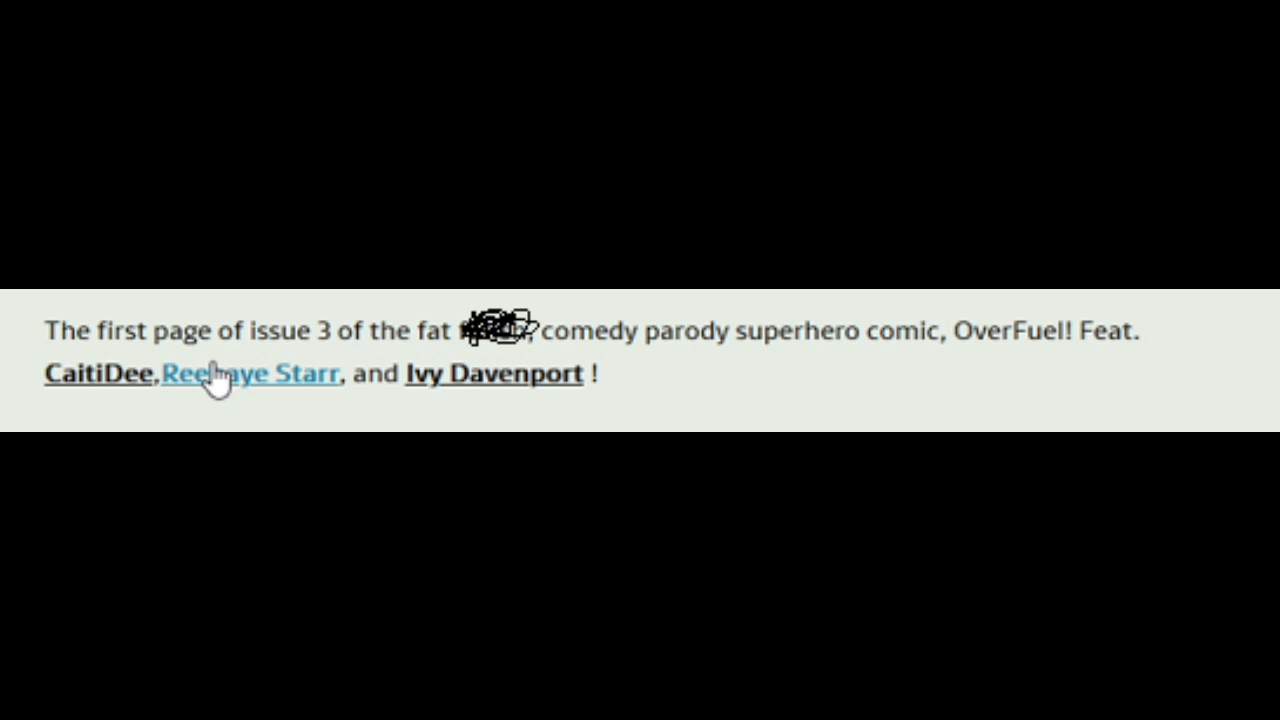 The first page of issue 3 of the fat comedy parody superhero comic, OverFuel! Feat.
CaitiDee, Starr, and Ivy Davenport !